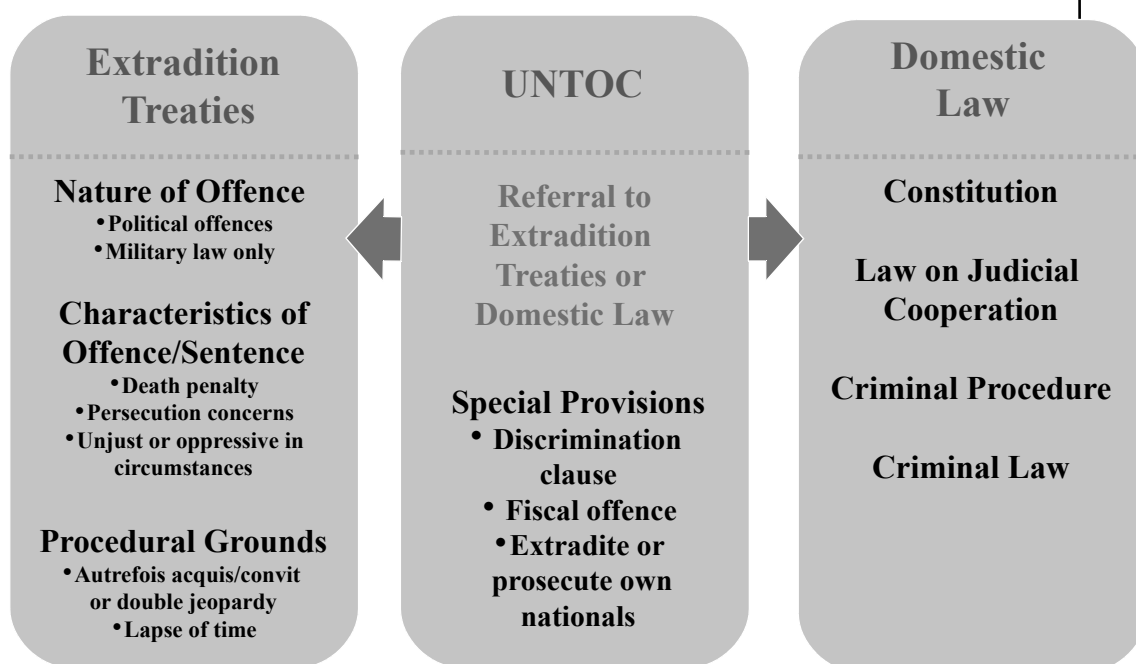 Extradition
Treaties
Nature of Offence
•Political offences
•Military law only
Characteristics of
Offence/Sentence
•Death penalty
•Persecution concerns
•Unjust or oppressive in
circumstances
Procedural Grounds
•Autrefois acquis/convit
or double jeopardy
•Lapse of time
UNTOC
Referral to
Extradition
Treaties or
Domestic Law
Special Provisions
• Discrimination
clause
• Fiscal offence
•Extradite or
prosecute own
nationals
Domestic
Law
Constitution
Law on Judicial
Cooperation
Criminal Procedure
Criminal Law